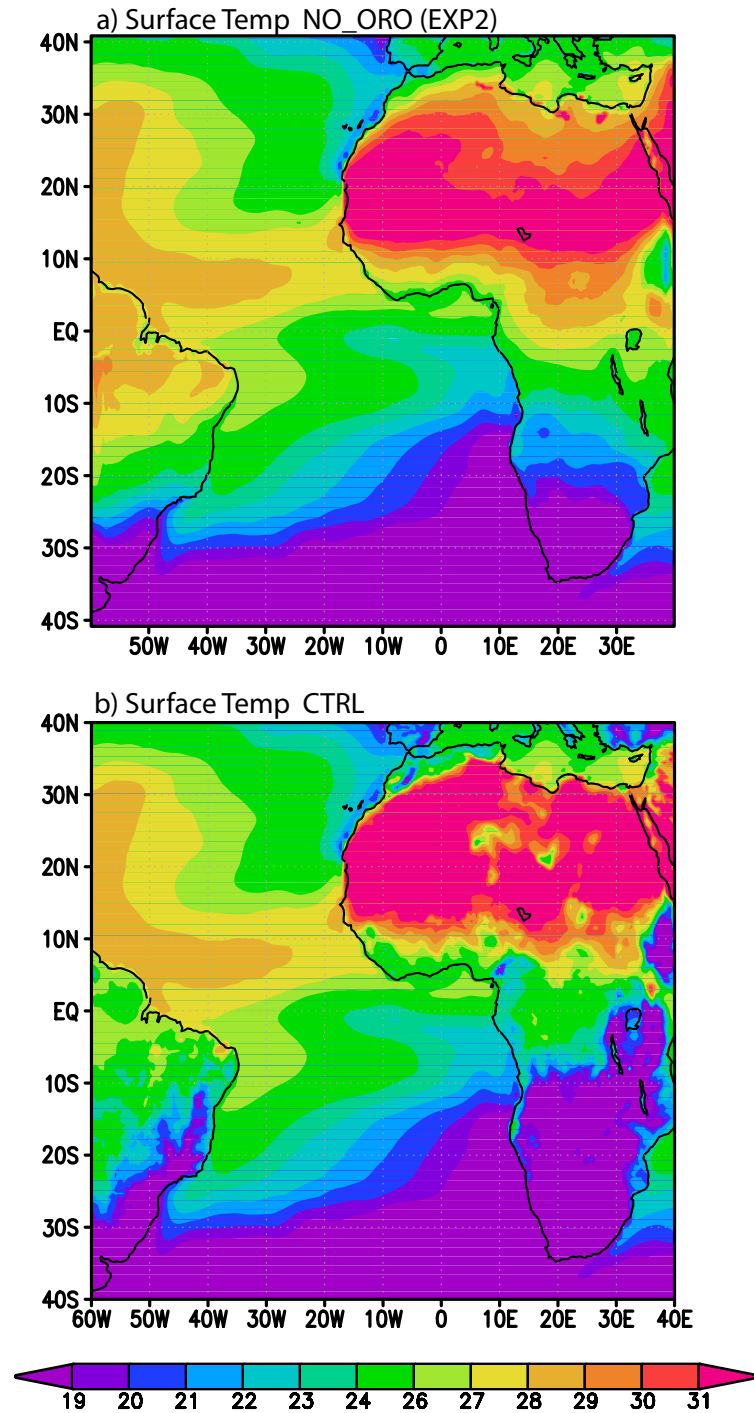 a) Surface Temp NO_ORO (EXP2)
40N
30N
20N
10N
EQ
10S
20S
30S
40S
50W 40W 30W 20W 10W 0 10E 20E 30E
b) Surface Temp CTRL
40N
30N
20N
10N
EQ
10S
20S
30S
40S
60W 50W 40W 30W 20W 10W 0 10E 20E 30E 40E
19 20 21 22 23 24 26 27 28 29 30 31